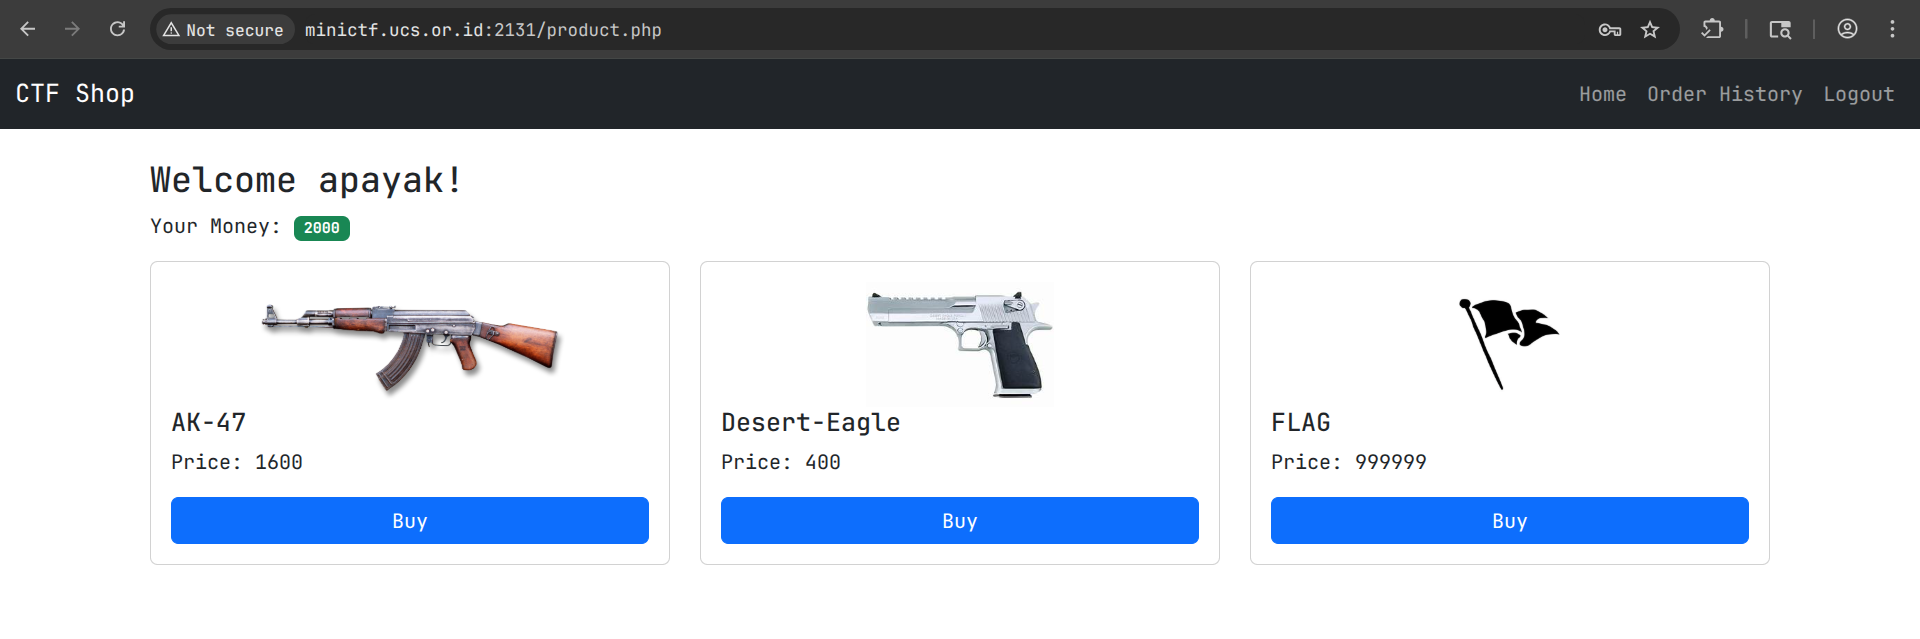 Not secure minictf.ucs.or.id:2131/product.php
CTF Shop Home Order History Logout
Welcome apayak!
Your Money: 2000
AK-47
Price: 1600
Buy
Desert-Eagle
Price: 400
Buy
FLAG
Price: 999999
Buy